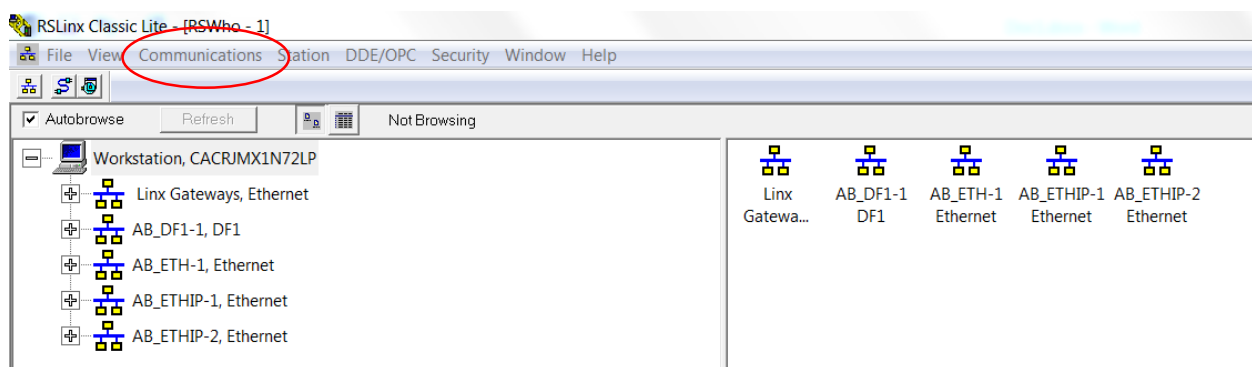 RSLinx Classic Lite - [RSWho - 1]
File View Communications Station DDE/OPC Security Window Help
Autobrowse Refresh Not Browsing
Workstation, CACRJMX1N72LP
Linx Gateways, Ethernet
AB_DF1-1, DF1
AB_ETH-1, Ethernet
AB_ETHIP-1, Ethernet
AB_ETHIP-2, Ethernet
Linx AB_DF1-1 AB_ETH-1 AB_ETHIP-1 AB_ETHIP-2
Gatewa... DF1 Ethernet Ethernet Ethernet